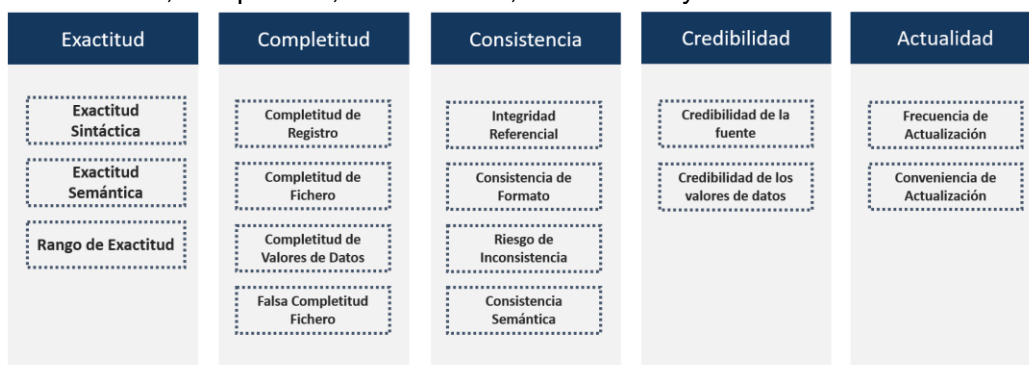 Exactitud
Completitud
Consistencia
Credibilidad
Actualidad
Exactitud
Sintáctica
Exactitud
Semántica
Rango de Exactitud
Completitud de
Registro
Completitud de
Fichero
Completitud de
Valores de Datos
Falsa Completitud
Fichero
Integridad
Referencial
Consistencia de
Formato
Riesgo de
Inconsistencia
Consistencia
Semántica
Credibilidad de la
fuente
Credibilidad de los
valores de datos
Frecuencia de
Actualización
Conveniencia de
Actualización